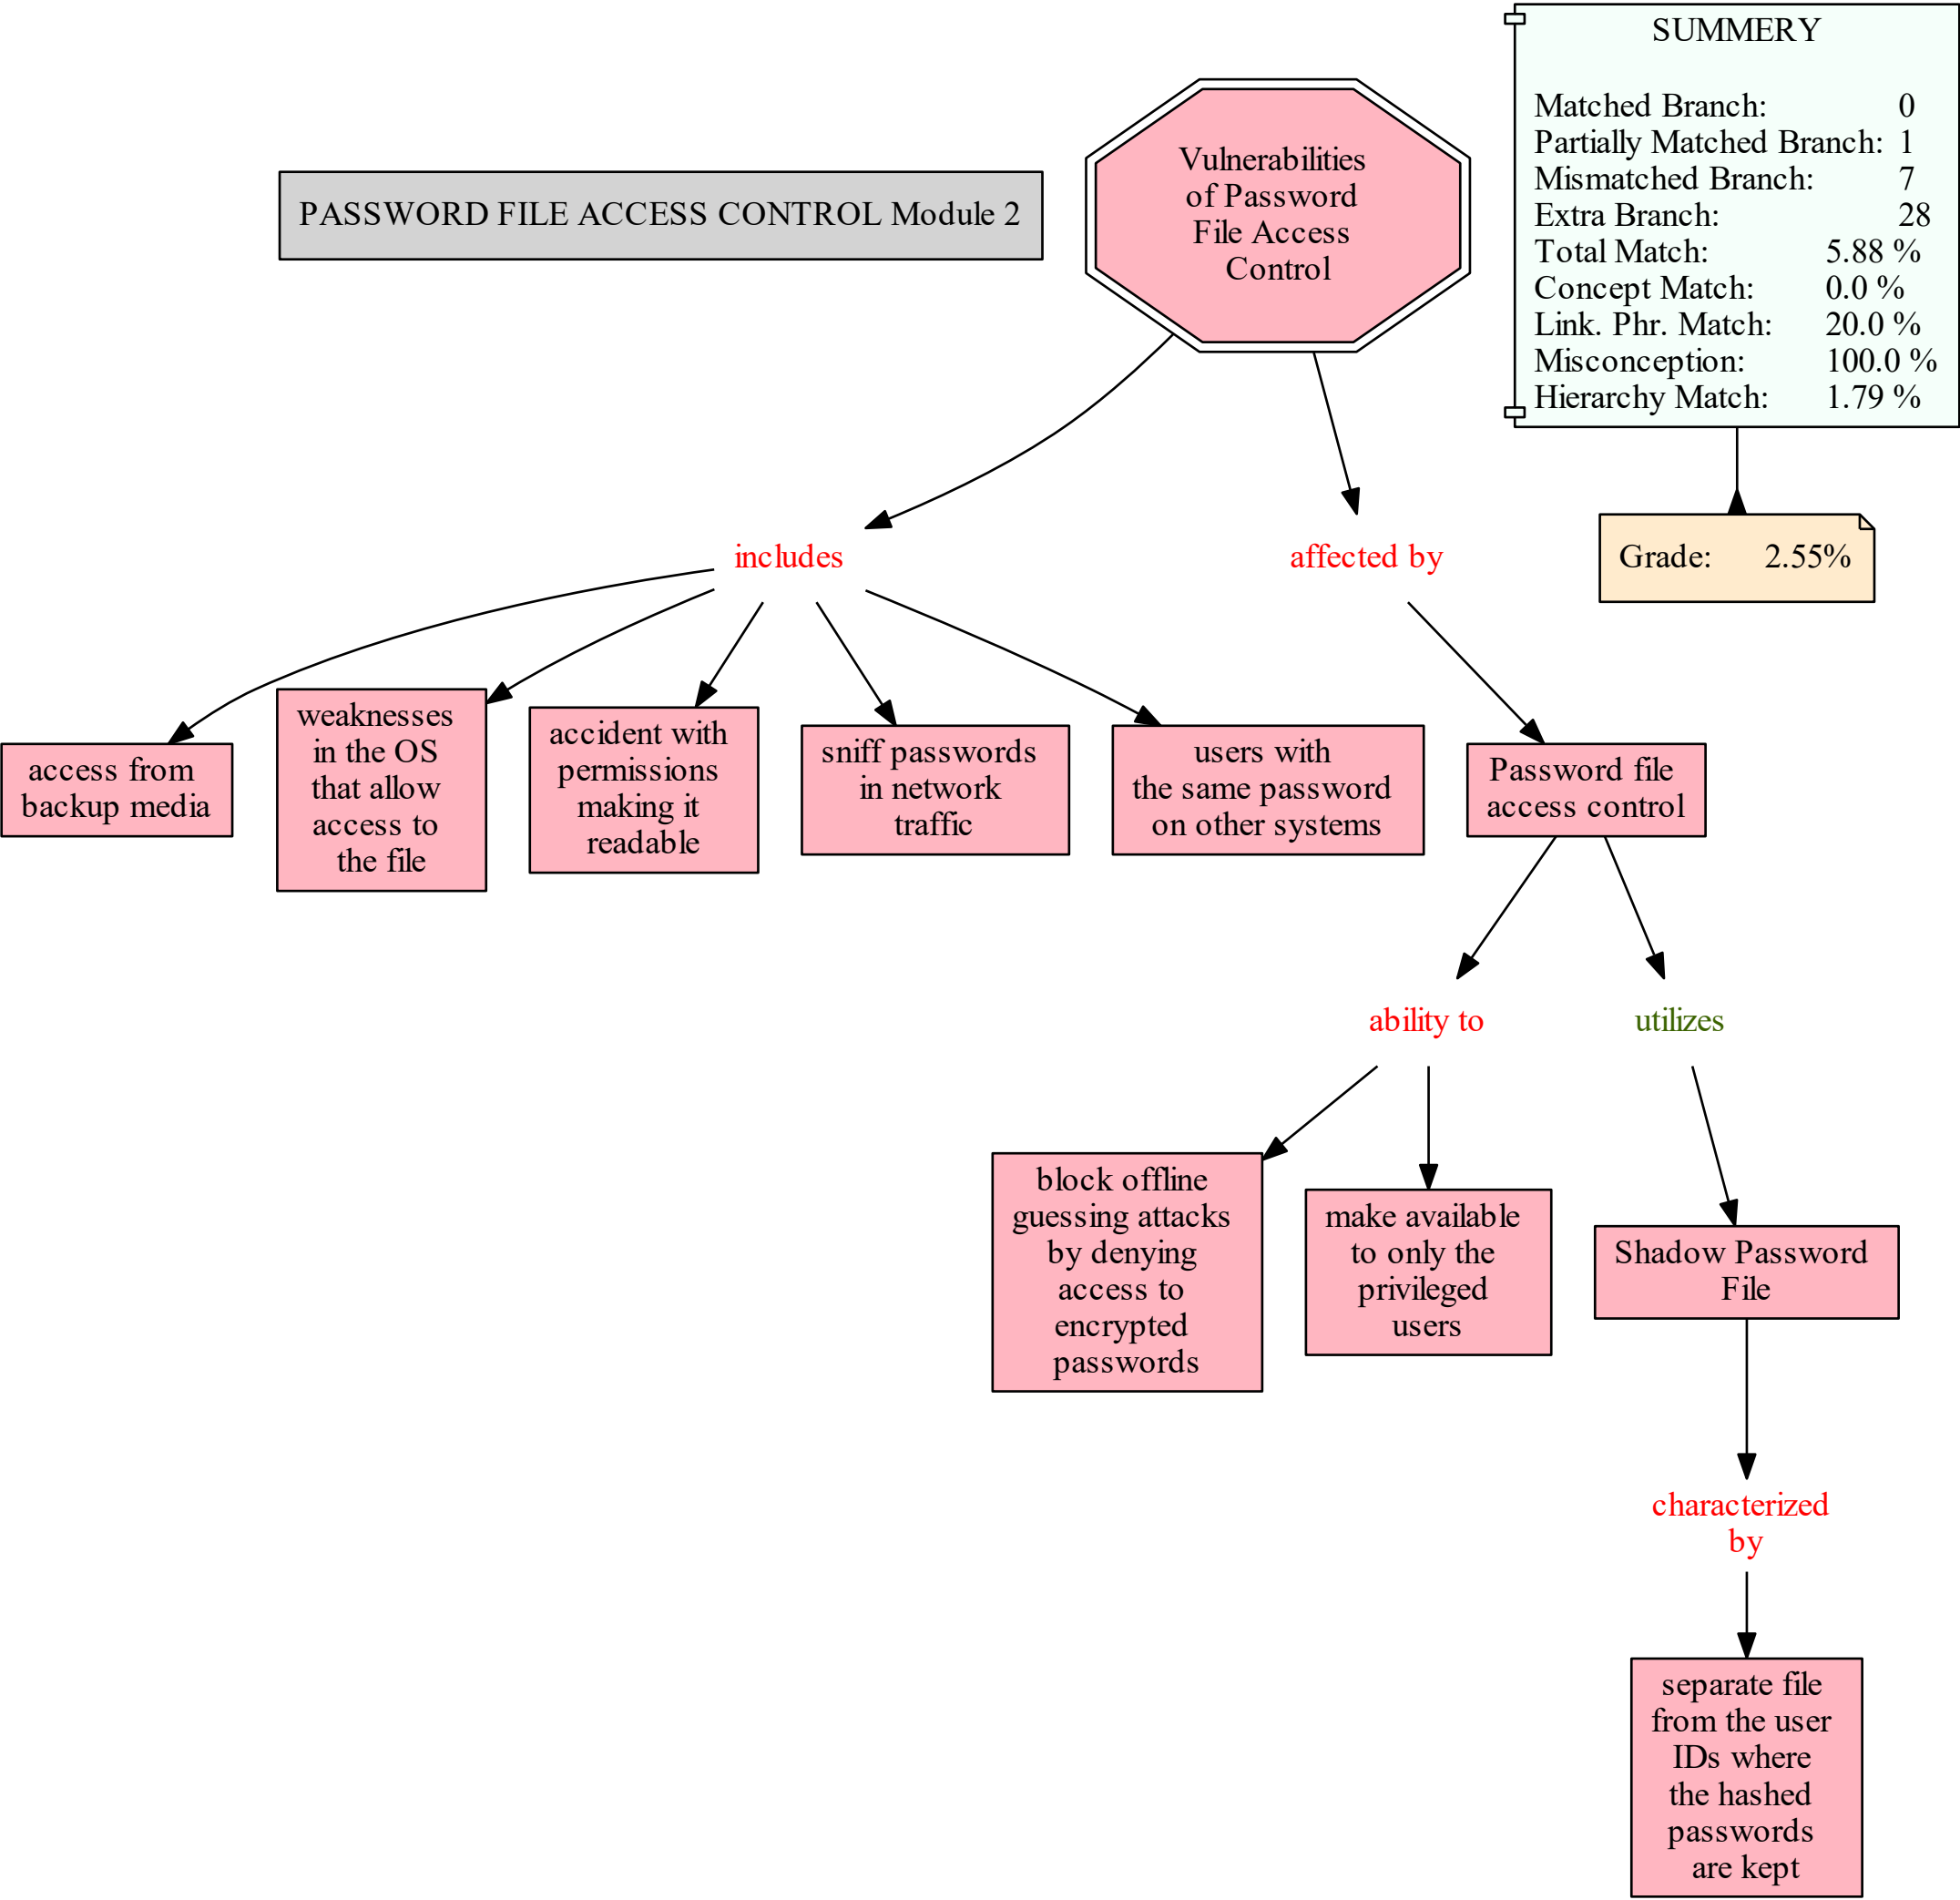 SUMMERY
Matched Branch: 0
Partially Matched Branch: 1
Mismatched Branch: 7
Extra Branch: 28
Total Match: 5.88 %
Concept Match: 0.0 %
Link. Phr. Match: 20.0 %
Misconception: 100.0 %
Hierarchy Match: 1.79 %
PASSWORD FILE ACCESS CONTROL Module 2
Vulnerabilities
of Password
File Access
Control
includes
affected by
Grade: 2.55%
access from
backup media
weaknesses
in the OS
that allow
access to
the file
accident with
permissions
making it
readable
sniff passwords
in network
traffic
users with
the same password
on other systems
Password file
access control
ability to
utilizes
block offline
guessing attacks
by denying
access to
encrypted
passwords
make available
to only the
privileged
users
Shadow Password
File
characterized
by
separate file
from the user
IDs where
the hashed
passwords
are kept